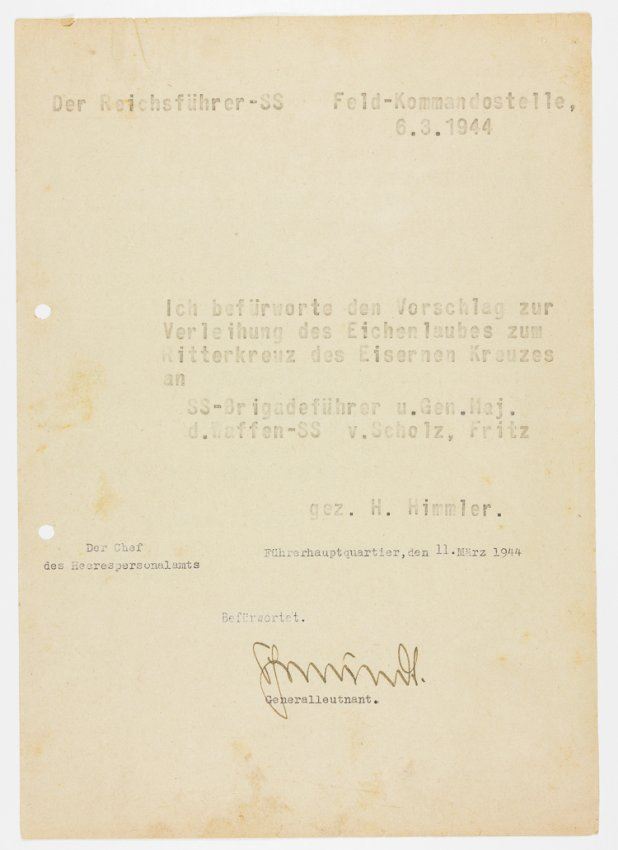 Der Reichsführer-SS Feld-Kommandostelle,
6.3.1944
Ich befürworte den Vorschlag zur
Verleihung des Eichenlaubes zum
Ritterkreuz des Eisernen Kreuzes
an
SS-Brigadeführer u.Gen.Maj.
d.Waffen-SS v.Scholz, Fritz
gez. H. Himmler.
Der Chef
des Heerespersonalamts
Führerhauptquartier,den 11.März 1944
Befürwortet.
Schmundt.
Generalleutnant.